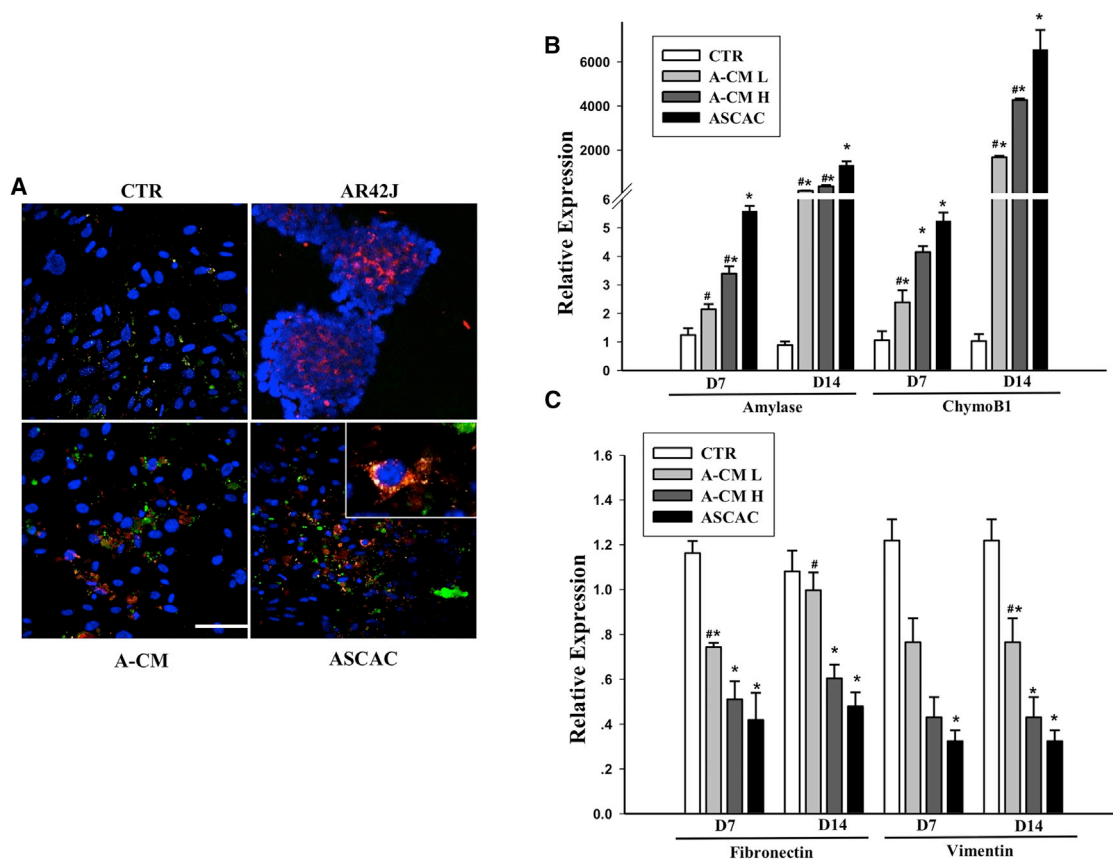 A
CTR AR42J
A-CM ASCAC
B
CTR
A-CM L
A-CM H
ASCAC
Relative Expression
6000
4000
2000
6
5
4
3
2
1
0
# #* * #* #* * #* * * #* #* *
D7 D14 D7 D14
Amylase ChymoB1
C
CTR
A-CM L
A-CM H
ASCAC
Relative Expression
1.6
1.4
1.2
1.0
.8
.6
.4
.2
0.0
#* * * # * * * #* * *
D7 D14 D7 D14
Fibronectin Vimentin